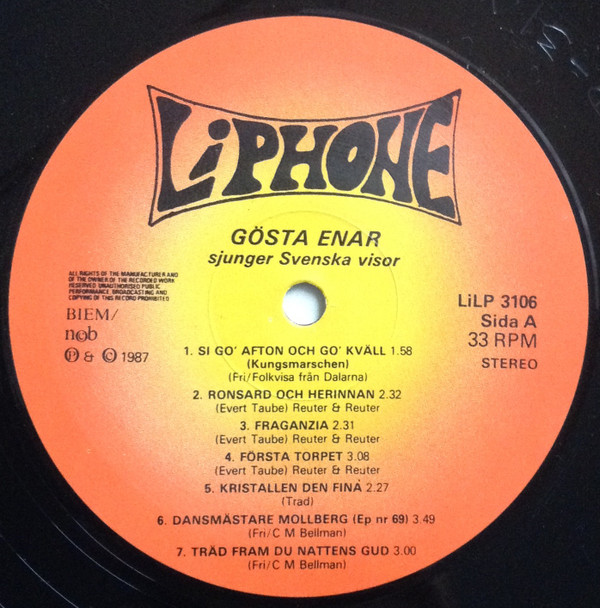 LiPHONE
GÖSTA ENAR
sjunger Svenska visor
ALL RIGHTS OF THE MANUFACTURER AND
OF THE OWNER OF THE RECORDED WORK
RESERVED UNAUTHORISED PUBLIC
PERFORMANCE BROADCASTING AND
COPYING OF THIS RECORD PROHIBITED
BIEM/
n©b
Ⓟ & © 1987
LiLP 3106
Sida A
33 RPM
STEREO
1. SI GO' AFTON OCH GO' KVÄLL 1.58
(Kungsmarschen)
(Fri/Folkvisa från Dalarna)
2. RONSARD OCH HERINNAN 2.32
(Evert Taube) Reuter & Reuter
3. FRAGANZIA 2.31
(Evert Taube) Reuter & Reuter
4. FÖRSTA TORPET 3.08
(Evert Taube) Reuter & Reuter
5. KRISTALLEN DEN FINA 2.27
(Trad)
6. DANSMÄSTARE MOLLBERG (Ep nr 69) 3.49
(Fri/C M Bellman)
7. TRÄD FRAM DU NATTENS GUD 3.00
(Fri/C M Bellman)